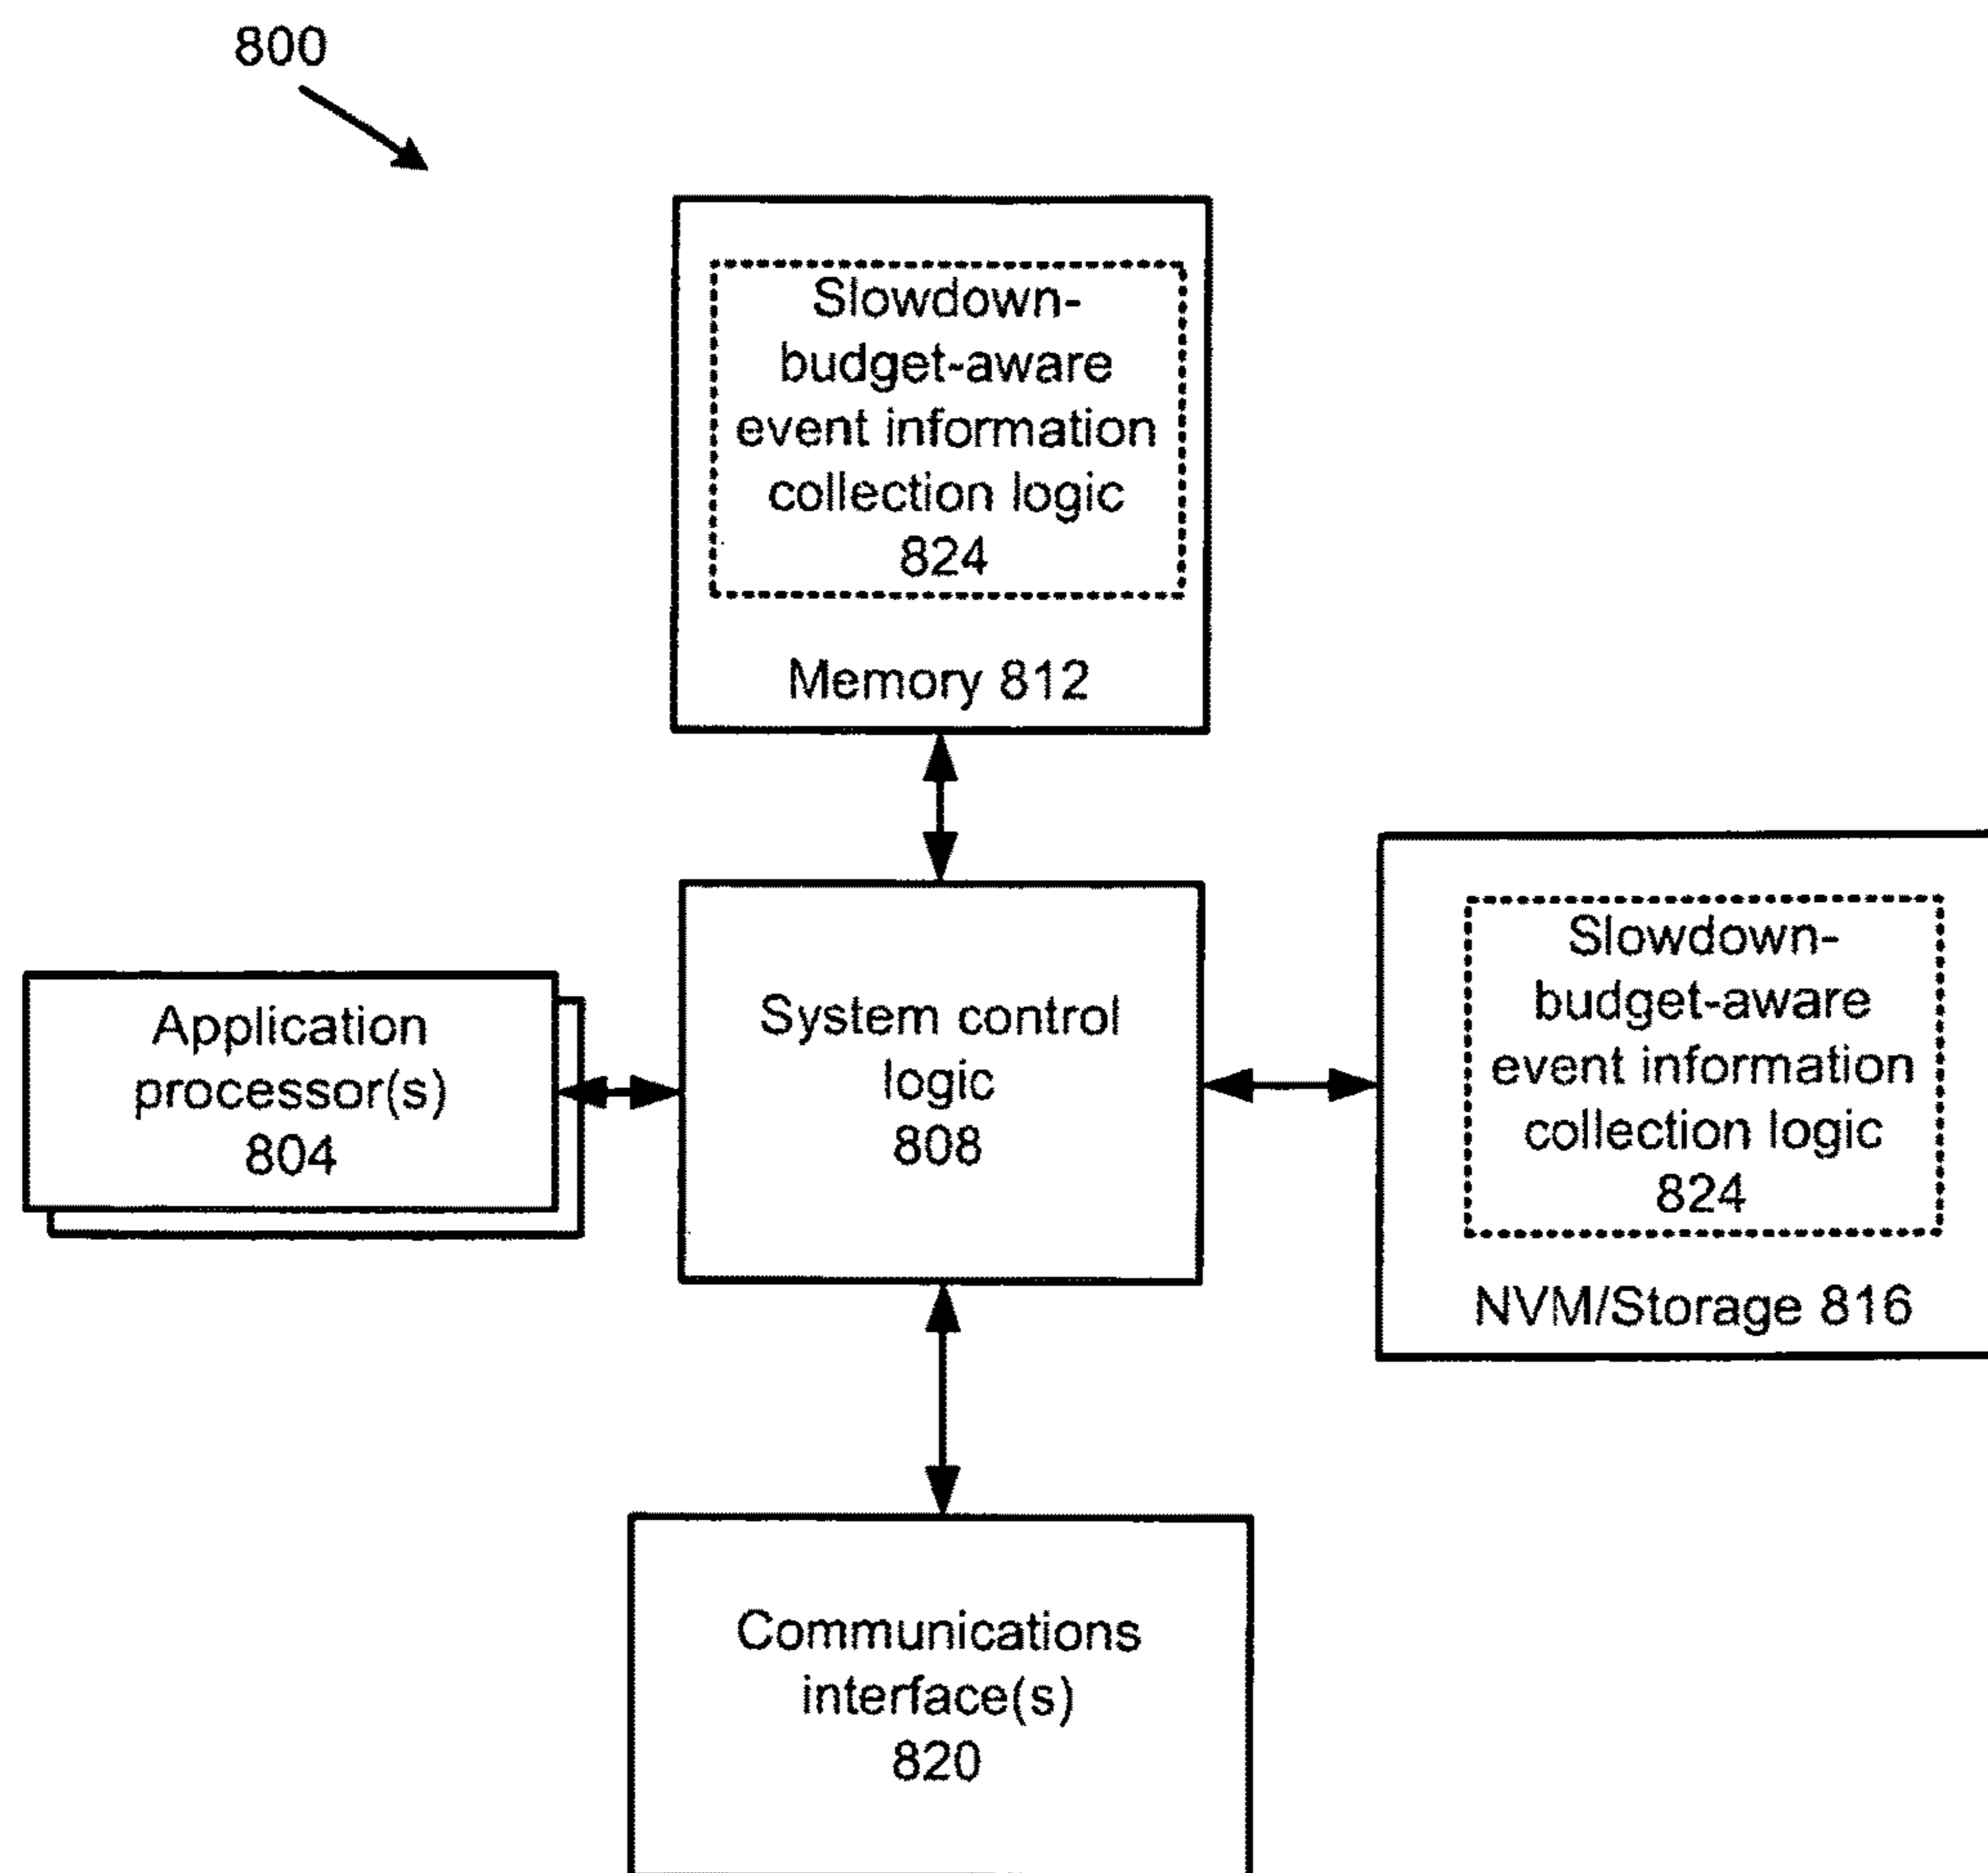 800
Slowdown-
budget-aware
event information
collection logic
824
Memory 812
Application
processor(s)
804
System control
logic
808
Slowdown-
budget-aware
event information
collection logic
824
NVM/Storage 816
Communications
interface(s)
820